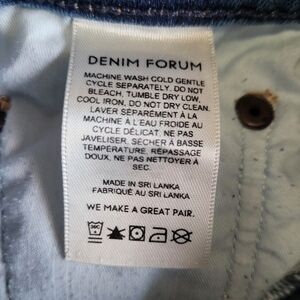 DENIM FORUM
MACHINE WASH COLD GENTLE
CYCLE SEPARATELY. DO NOT
BLEACH, TUMBLE DRY LOW,
COOL IRON, DO NOT DRY CLEAN.
LAVER SÉPARÉMENT À LA
MACHINE À L'EAU FROIDE AU
CYCLE DÉLICAT. NE PAS
JAVELISER. SÉCHER À BASSE
TEMPÉRATURE. REPASSAGE
DOUX. NE PAS NETTOYER À
SEC.
MADE IN SRI LANKA
FABRIQUÉ AU SRI LANKA
WE MAKE A GREAT PAIR.